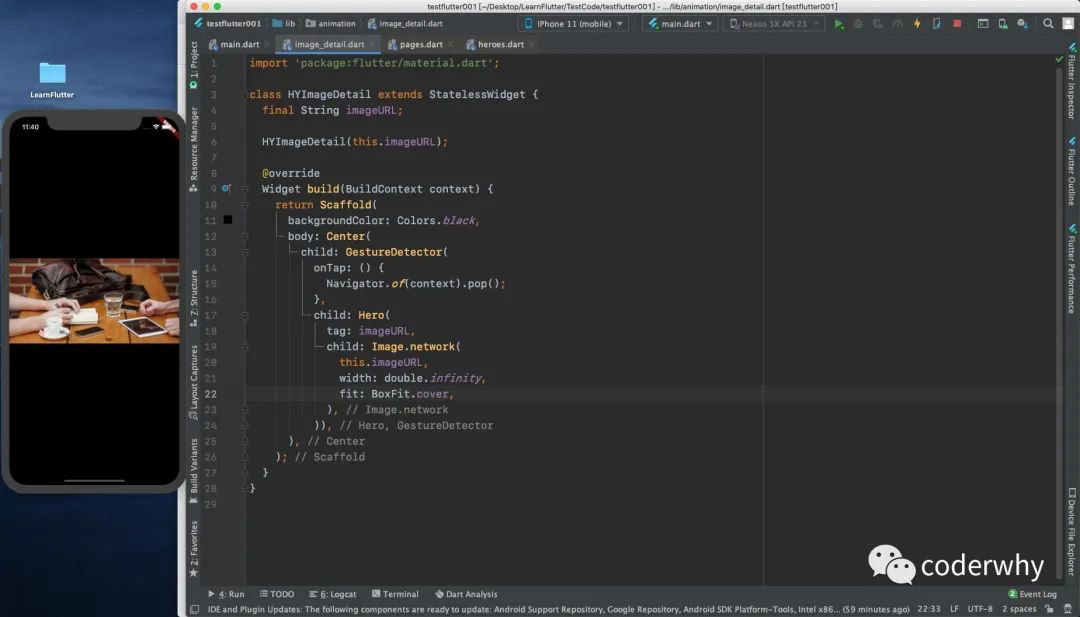 testflutter001 [~/Desktop/LearnFlutter/TestCode/testflutter001] - .../lib/animation/image_detail.dart [testflutter001]
testflutter001 lib animation image_detail.dart iPhone 11 (mobile) main.dart Nexus 5X API 23
main.dart image_detail.dart pages.dart heroes.dart
LearnFlutter
11:40
1: Project
Resource Manager
Z: Structure
Layout Captures
Build Variants
2: Favorites
1 import 'package:flutter/material.dart';
2
3 class HYImageDetail extends StatelessWidget {
4 final String imageURL;
5
6 HYImageDetail(this.imageURL);
7
8 @override
9 Widget build(BuildContext context) {
10 return Scaffold(
11 backgroundColor: Colors.black,
12 body: Center(
13 child: GestureDetector(
14 onTap: () {
15 Navigator.of(context).pop();
16 },
17 child: Hero(
18 tag: imageURL,
19 child: Image.network(
20 this.imageURL,
21 width: double.infinity,
22 fit: BoxFit.cover,
23 ), // Image.network
24 )), // Hero, GestureDetector
25 ), // Center
26 ); // Scaffold
27 }
28 }
29
Flutter Inspector
Flutter Outline
Flutter Performance
Device File Explorer
coderwhy
4: Run TODO 6: Logcat Terminal Dart Analysis 2 Event Log
IDE and Plugin Updates: The following components are ready to update: Android Support Repository, Google Repository, Android SDK Platform-Tools, Intel x86... (59 minutes ago) 22:33 LF UTF-8 2 spaces